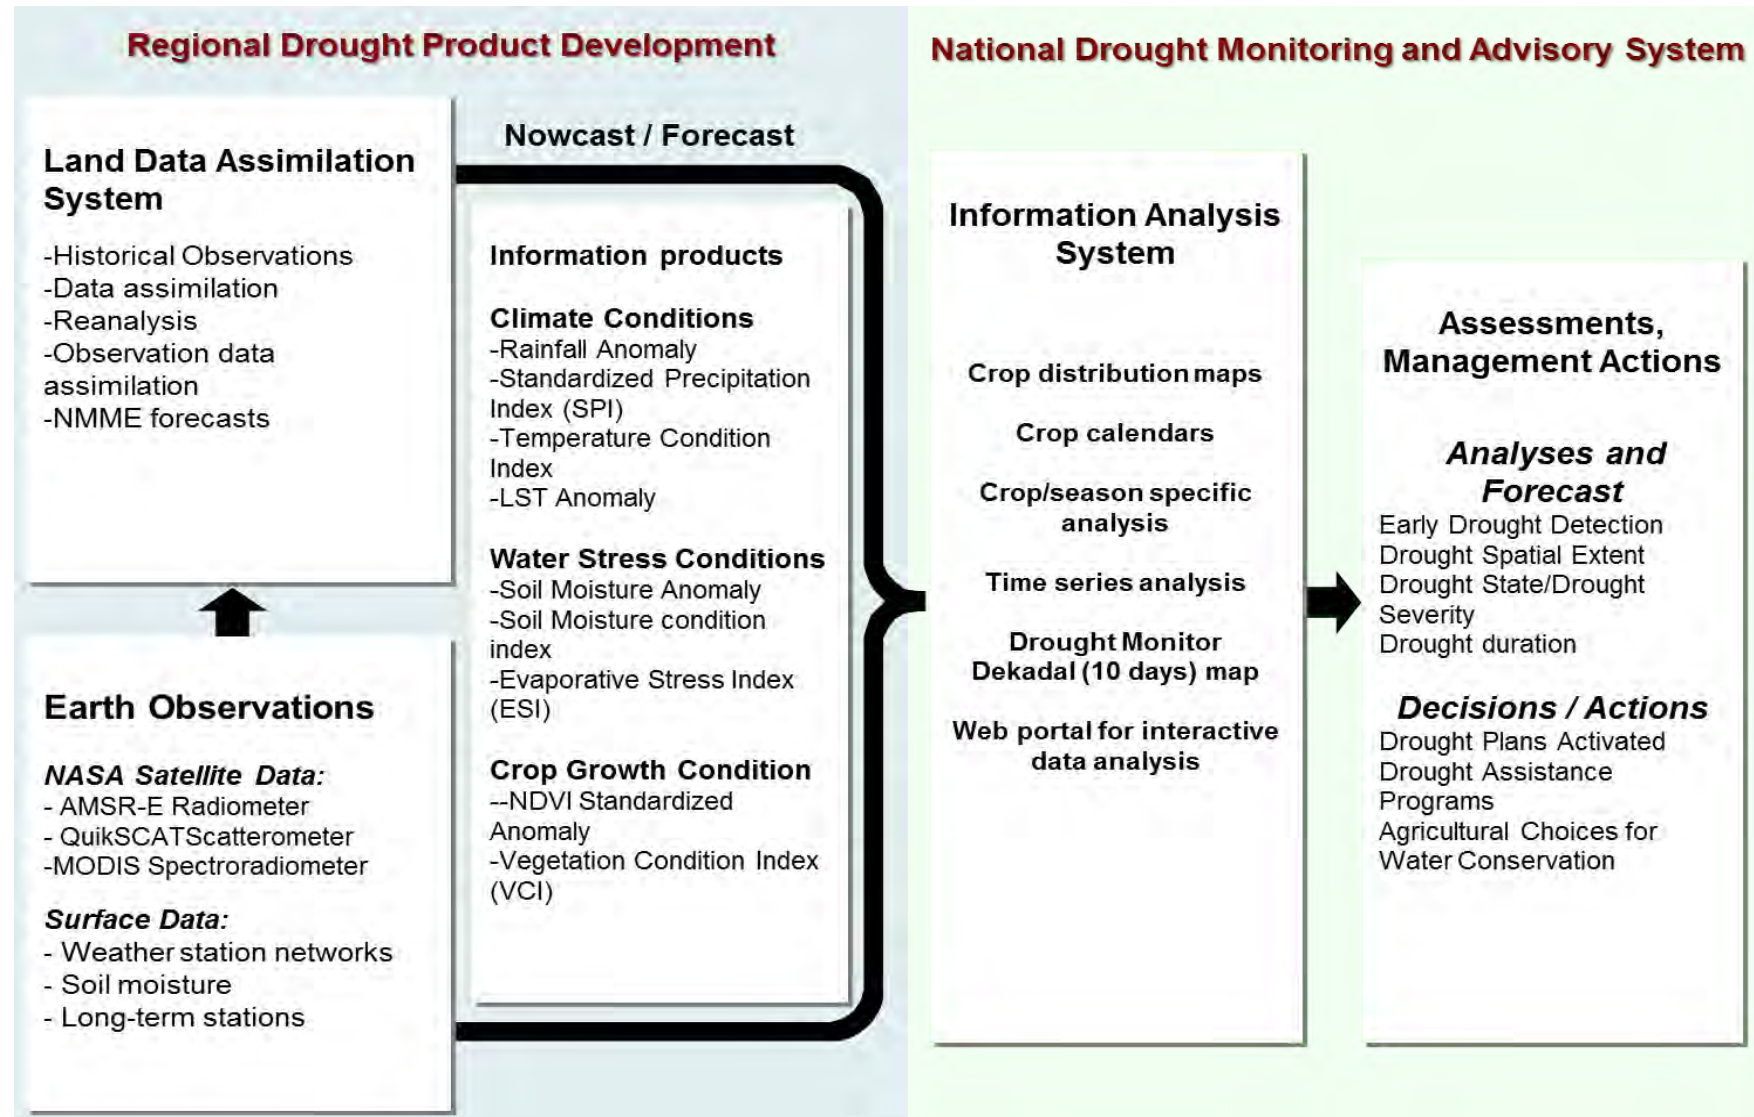 Regional Drought Product Development
Land Data Assimilation
System
-Historical Observations
-Data assimilation
-Reanalysis
-Observation data
assimilation
-NMME forecasts
Earth Observations
NASA Satellite Data:
- AMSR-E Radiometer
- QuikSCATScatterometer
-MODIS Spectroradiometer
Surface Data:
- Weather station networks
- Soil moisture
- Long-term stations
Nowcast / Forecast
Information products
Climate Conditions
-Rainfall Anomaly
-Standardized Precipitation
Index (SPI)
-Temperature Condition
Index
-LST Anomaly
Water Stress Conditions
-Soil Moisture Anomaly
-Soil Moisture condition
index
-Evaporative Stress Index
(ESI)
Crop Growth Condition
--NDVI Standardized
Anomaly
-Vegetation Condition Index
(VCI)
National Drought Monitoring and Advisory System
Information Analysis
System
Crop distribution maps
Crop calendars
Crop/season specific
analysis
Time series analysis
Drought Monitor
Dekadal (10 days) map
Web portal for interactive
data analysis
Assessments,
Management Actions
Analyses and
Forecast
Early Drought Detection
Drought Spatial Extent
Drought State/Drought
Severity
Drought duration
Decisions / Actions
Drought Plans Activated
Drought Assistance
Programs
Agricultural Choices for
Water Conservation